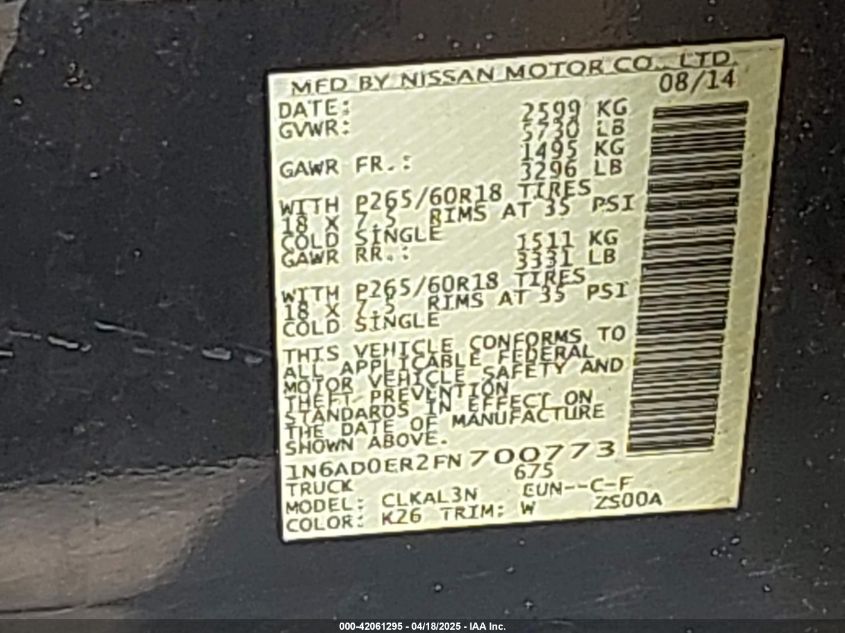 MFD BY NISSAN MOTOR CO., LTD.
DATE: 08/14
GVWR: 2599 KG
5730 LB
GAWR FR.: 1495 KG
3296 LB
WITH P265/60R18 TIRES
18 X 7.5 RIMS AT 35 PSI
COLD SINGLE
GAWR RR.: 1511 KG
3331 LB
WITH P265/60R18 TIRES
18 X 7.5 RIMS AT 35 PSI
COLD SINGLE
THIS VEHICLE CONFORMS TO
ALL APPLICABLE FEDERAL
MOTOR VEHICLE SAFETY AND
THEFT PREVENTION
STANDARDS IN EFFECT ON
THE DATE OF MANUFACTURE
SHOWN ABOVE.
1N6AD0ER2FN700773
TRUCK 675
MODEL: CLKAL3N EUN--C-F
COLOR: K26 TRIM: W ZS00A
000-42061295 - 04/18/2025 - IAA Inc.